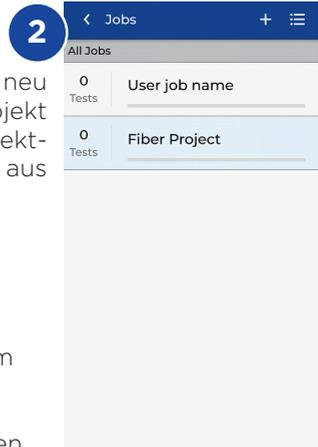 2
Jobs
All Jobs
0
Tests
User job name
0
Tests
Fiber Project
neu
ojekt
ekt-
aus
m
en